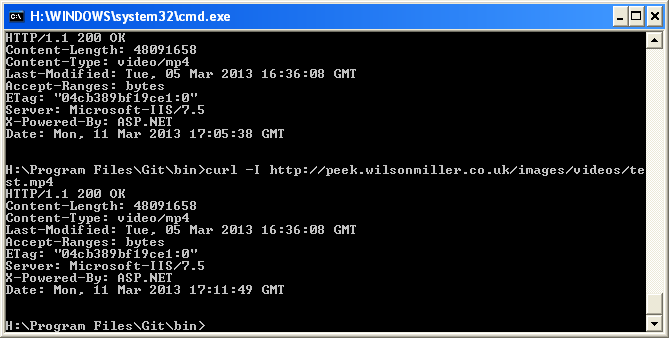 H:\WINDOWS\system32\cmd.exe
HTTP/1.1 200 OK
Content-Length: 48091658
Content-Type: video/mp4
Last-Modified: Tue, 05 Mar 2013 16:36:08 GMT
Accept-Ranges: bytes
ETag: "04cb389bf19ce1:0"
Server: Microsoft-IIS/7.5
X-Powered-By: ASP.NET
Date: Mon, 11 Mar 2013 17:05:38 GMT
H:\Program Files\Git\bin>curl -I http://peek.wilsonmiller.co.uk/images/videos/te
st.mp4
HTTP/1.1 200 OK
Content-Length: 48091658
Content-Type: video/mp4
Last-Modified: Tue, 05 Mar 2013 16:36:08 GMT
Accept-Ranges: bytes
ETag: "04cb389bf19ce1:0"
Server: Microsoft-IIS/7.5
X-Powered-By: ASP.NET
Date: Mon, 11 Mar 2013 17:11:49 GMT
H:\Program Files\Git\bin>